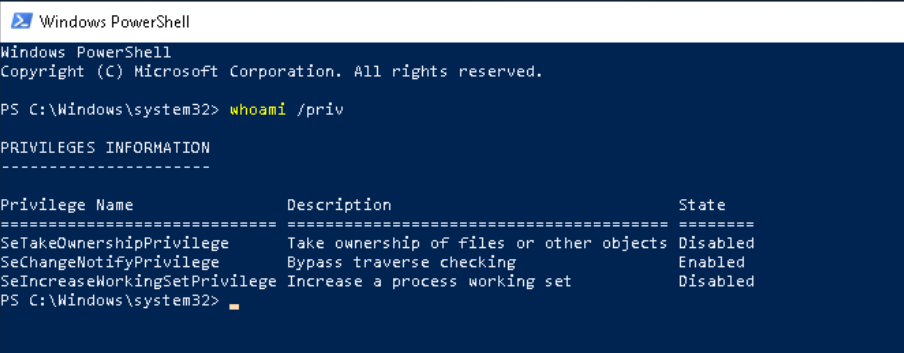 Windows PowerShell
Windows PowerShell
Copyright (C) Microsoft Corporation. All rights reserved.
PS C:\Windows\system32> whoami /priv
PRIVILEGES INFORMATION
----------------------
Privilege Name                Description                              State
============================= ======================================== ========
SeTakeOwnershipPrivilege      Take ownership of files or other objects Disabled
SeChangeNotifyPrivilege       Bypass traverse checking                 Enabled
SeIncreaseWorkingSetPrivilege Increase a process working set           Disabled
PS C:\Windows\system32>